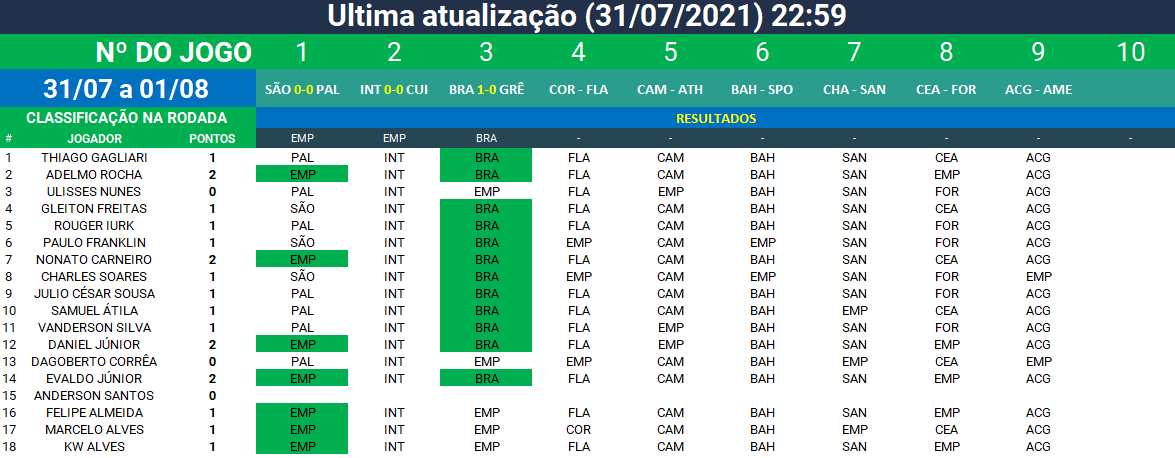 Ultima atualização (31/07/2021) 22:59
Nº DO JOGO 1 2 3 4 5 6 7 8 9 10
31/07 a 01/08 SÃO 0-0 PAL INT 0-0 CUI BRA 1-0 GRÊ COR - FLA CAM - ATH BAH - SPO CHA - SAN CEA - FOR ACG - AME
CLASSIFICAÇÃO NA RODADA RESULTADOS
# JOGADOR PONTOS EMP EMP BRA - - - - - - -
1 THIAGO GAGLIARI 1 PAL INT BRA FLA CAM BAH SAN CEA ACG
2 ADELMO ROCHA 2 EMP INT BRA FLA CAM BAH SAN EMP ACG
3 ULISSES NUNES 0 PAL INT EMP FLA EMP BAH SAN FOR ACG
4 GLEITON FREITAS 1 SÃO INT BRA FLA CAM BAH SAN CEA ACG
5 ROUGER IURK 1 PAL INT BRA FLA CAM BAH SAN FOR ACG
6 PAULO FRANKLIN 1 SÃO INT BRA EMP CAM EMP SAN FOR ACG
7 NONATO CARNEIRO 2 EMP INT BRA FLA CAM BAH SAN CEA ACG
8 CHARLES SOARES 1 SÃO INT BRA EMP CAM EMP SAN FOR EMP
9 JULIO CÉSAR SOUSA 1 PAL INT BRA FLA CAM BAH SAN FOR ACG
10 SAMUEL ÁTILA 1 PAL INT BRA FLA CAM BAH EMP CEA ACG
11 VANDERSON SILVA 1 PAL INT BRA FLA EMP BAH SAN FOR ACG
12 DANIEL JÚNIOR 2 EMP INT BRA FLA CAM BAH SAN EMP ACG
13 DAGOBERTO CORRÊA 0 PAL INT EMP EMP CAM BAH EMP CEA EMP
14 EVALDO JÚNIOR 2 EMP INT BRA FLA CAM BAH SAN EMP ACG
15 ANDERSON SANTOS 0
16 FELIPE ALMEIDA 1 EMP INT EMP FLA CAM BAH SAN EMP ACG
17 MARCELO ALVES 1 EMP INT EMP COR CAM BAH EMP CEA ACG
18 KW ALVES 1 EMP INT EMP FLA CAM BAH SAN EMP ACG